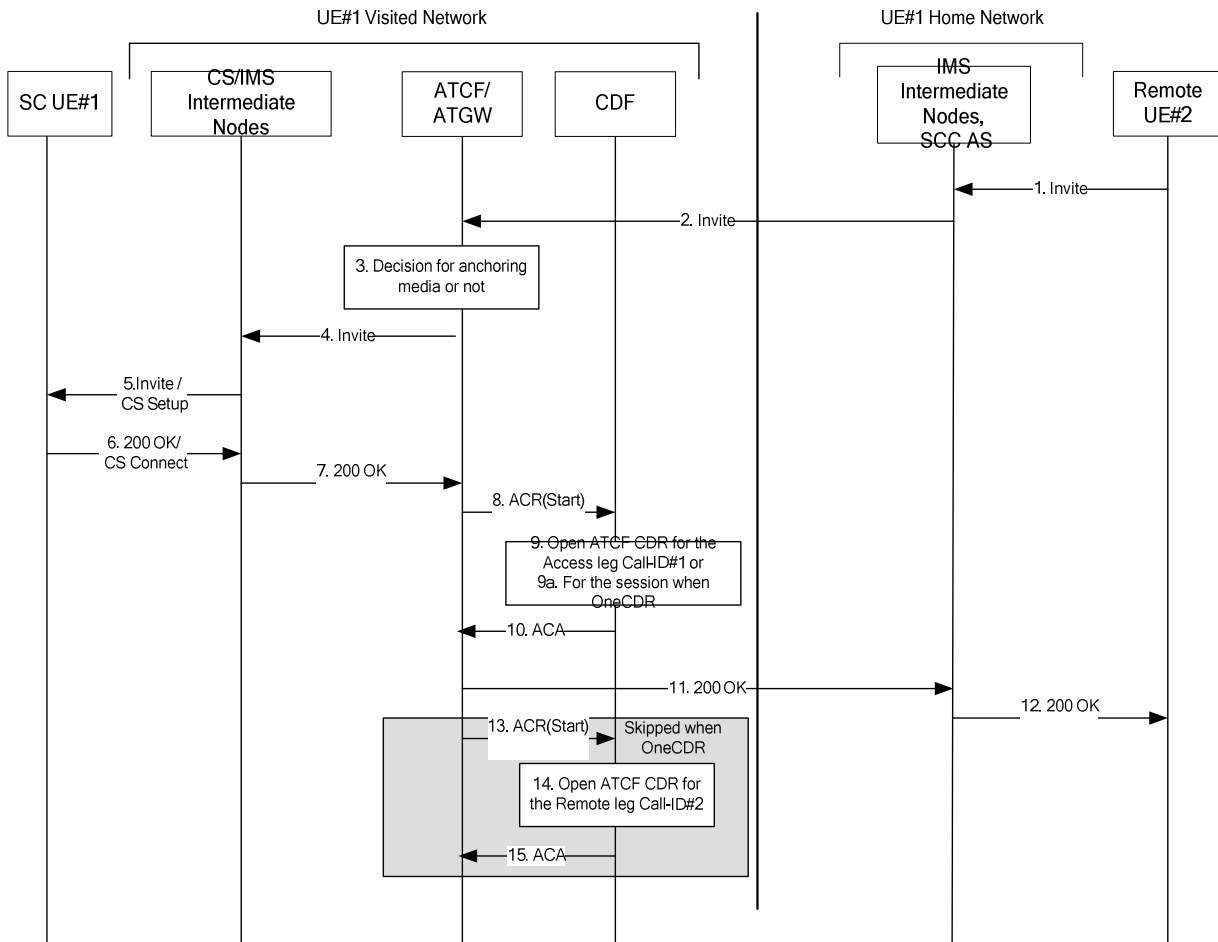 UE#1 Visited Network
UE#1 Home Network
SC UE#1
CS/IMS
Intermediate
Nodes
ATCF/
ATGW
CDF
IMS
Intermediate
Nodes,
SCC AS
Remote
UE#2
1. Invite
2. Invite
3. Decision for anchoring
media or not
4. Invite
5.Invite /
CS Setup
6. 200 OK/
CS Connect
7. 200 OK
8. ACR(Start)
9. Open ATCF CDR for the
Access leg Call-ID#1 or
9a. For the session when
OneCDR
10. ACA
11. 200 OK
12. 200 OK
13. ACR(Start)
Skipped when
OneCDR
14. Open ATCF CDR for
the Remote leg Call-ID#2
15. ACA